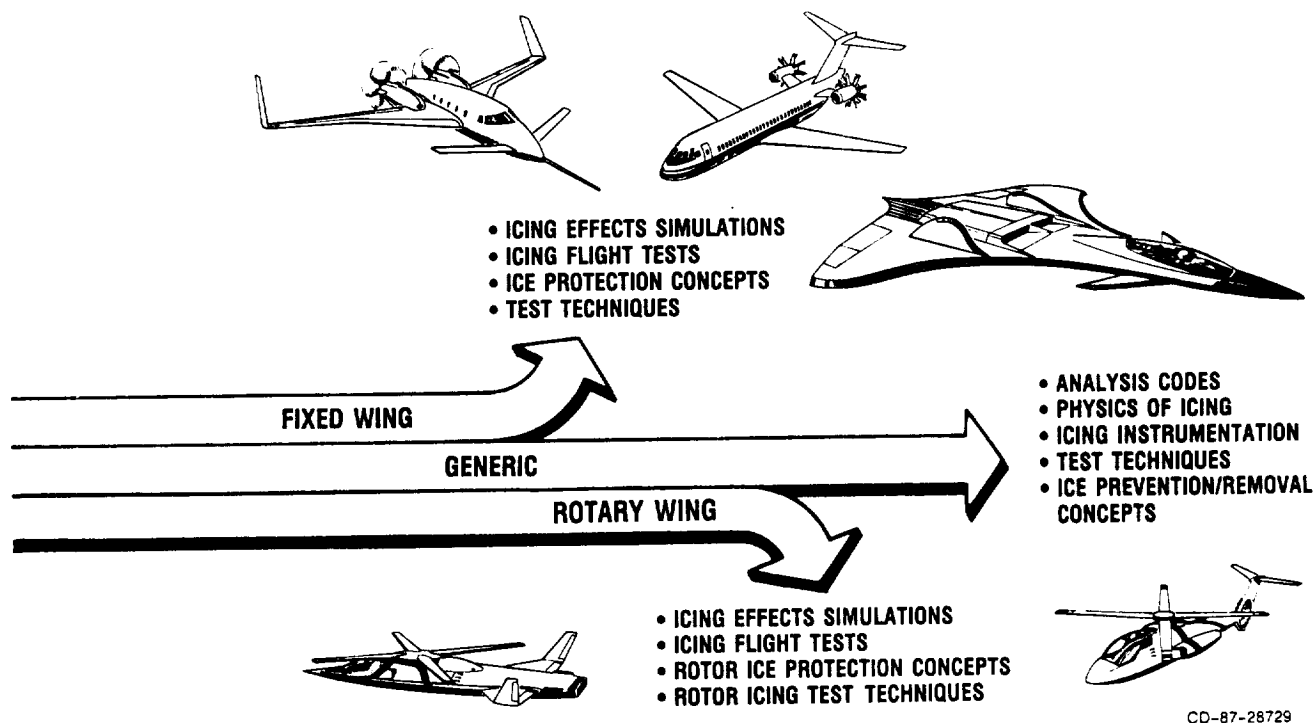 • ICING EFFECTS SIMULATIONS
• ICING FLIGHT TESTS
• ICE PROTECTION CONCEPTS
• TEST TECHNIQUES
FIXED WING
GENERIC
ROTARY WING
• ANALYSIS CODES
• PHYSICS OF ICING
• ICING INSTRUMENTATION
• TEST TECHNIQUES
• ICE PREVENTION/REMOVAL
CONCEPTS
• ICING EFFECTS SIMULATIONS
• ICING FLIGHT TESTS
• ROTOR ICE PROTECTION CONCEPTS
• ROTOR ICING TEST TECHNIQUES
CD-87-28729